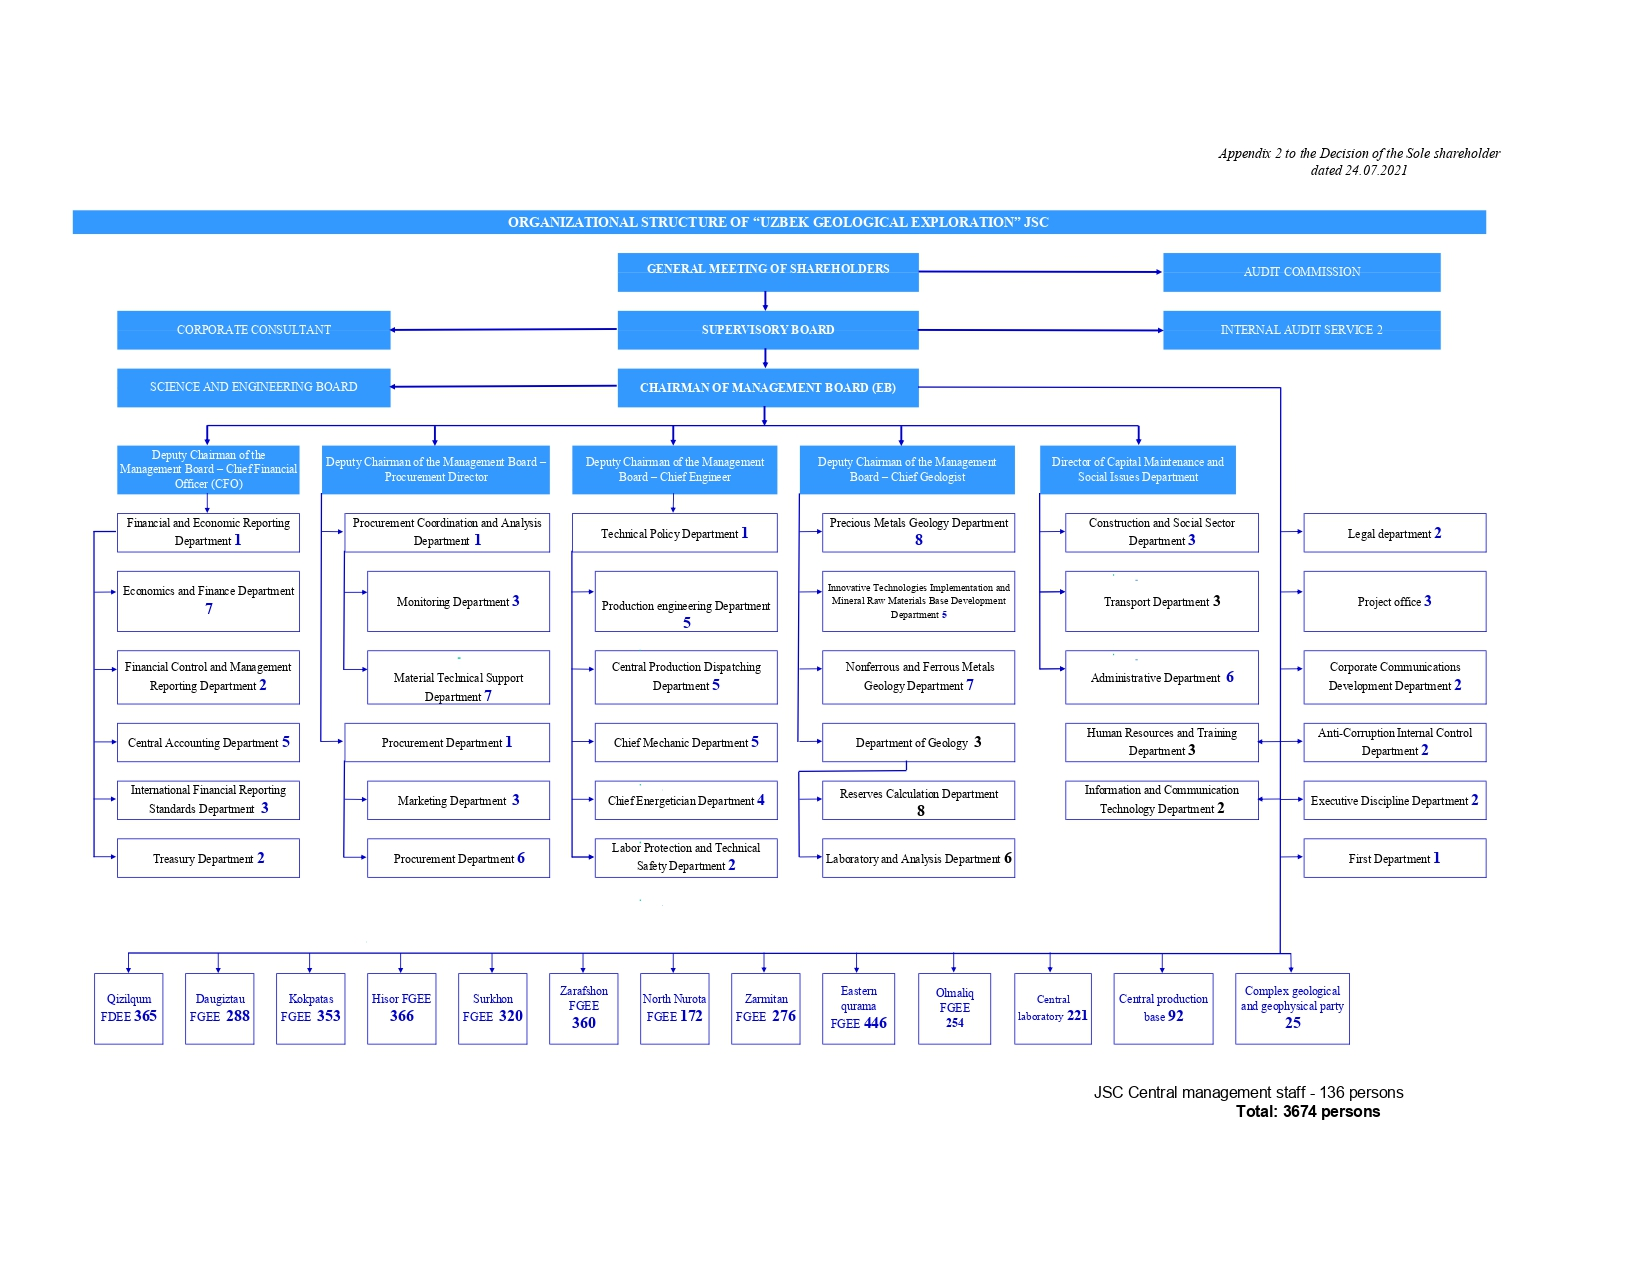 Appendix 2 to the Decision of the Sole shareholder
dated 24.07.2021
ORGANIZATIONAL STRUCTURE OF “UZBEK GEOLOGICAL EXPLORATION” JSC
GENERAL MEETING OF SHAREHOLDERS
AUDIT COMMISSION
CORPORATE CONSULTANT
SUPERVISORY BOARD
INTERNAL AUDIT SERVICE 2
SCIENCE AND ENGINEERING BOARD
CHAIRMAN OF MANAGEMENT BOARD (EB)
Deputy Chairman of the
Management Board – Chief Financial
Officer (CFO)
Deputy Chairman of the Management Board –
Procurement Director
Deputy Chairman of the Management
Board – Chief Engineer
Deputy Chairman of the Management
Board – Chief Geologist
Director of Capital Maintenance and
Social Issues Department
Financial and Economic Reporting
Department 1
Procurement Coordination and Analysis
Department 1
Technical Policy Department 1
Precious Metals Geology Department
8
Construction and Social Sector
Department 3
Legal department 2
Economics and Finance Department
7
Monitoring Department 3
Production engineering Department
5
Innovative Technologies Implementation and
Mineral Raw Materials Base Development
Department 5
Transport Department 3
Project office 3
Financial Control and Management
Reporting Department 2
Material Technical Support
Department 7
Central Production Dispatching
Department 5
Nonferrous and Ferrous Metals
Geology Department 7
Administrative Department 6
Corporate Communications
Development Department 2
Central Accounting Department 5
Procurement Department 1
Chief Mechanic Department 5
Department of Geology 3
Human Resources and Training
Department 3
Anti-Corruption Internal Control
Department 2
International Financial Reporting
Standards Department 3
Marketing Department 3
Chief Energetician Department 4
Reserves Calculation Department
8
Information and Communication
Technology Department 2
Executive Discipline Department 2
Treasury Department 2
Procurement Department 6
Labor Protection and Technical
Safety Department 2
Laboratory and Analysis Department 6
First Department 1
Qizilqum
FDEE 365
Daugiztau
FGEE 288
Kokpatas
FGEE 353
Hisor FGEE
366
Surkhon
FGEE 320
Zarafshon
FGEE
360
North Nurota
FGEE 172
Zarmitan
FGEE 276
Eastern
qurama
FGEE 446
Olmaliq
FGEE
254
Central
laboratory 221
Central production
base 92
Complex geological
and geophysical party
25
JSC Central management staff - 136 persons
Total: 3674 persons